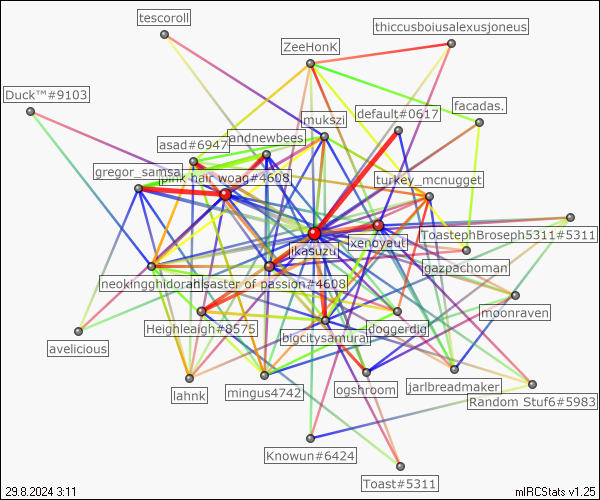 tescoroll
thiccusboiusalexusjoneus
ZeeHonK
Duck™#9103
default#0617
facadas.
mukszi
andnewbees
asad#6947
gregor_samsa
pink hair woag#4608
turkey_mcnugget
ToastephBroseph5311#5311
xenoyaut
ikasuzu
gazpachoman
neokingghidorah
saster of passion#4608
moonraven
Heighleaigh#8575
bigcitysamurai
doggerdig
avelicious
lahnk
mingus4742
ogshroom
jarlbreadmaker
Random Stuf6#5983
Knowun#6424
Toast#5311
29.8.2024 3:11
mIRCStats v1.25